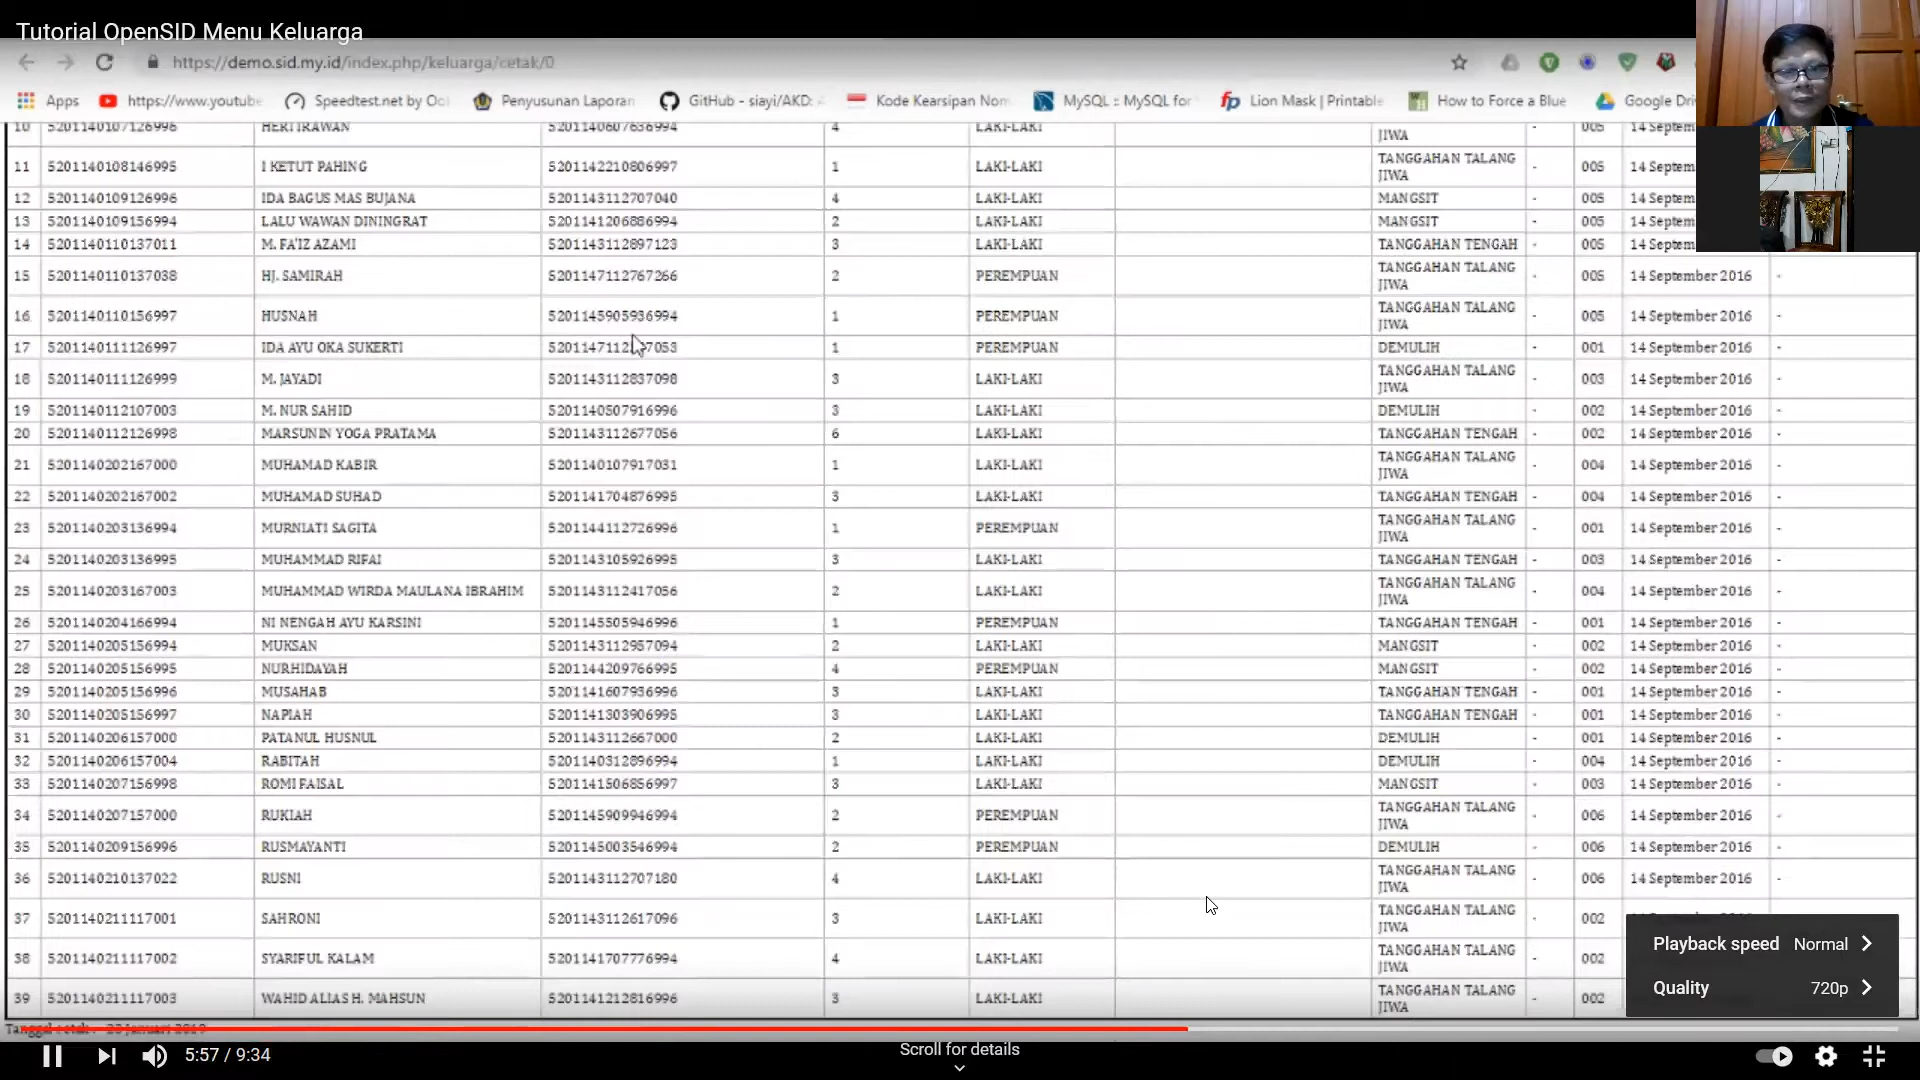 Tutorial OpenSID Menu Keluarga
https://demo.sid.my.id/index.php/keluarga/cetak/0
Apps https://www.youtube Speedtest.net by Ool Penyusunan Laporan GitHub - siayi/AKD: Kode Kearsipan Nom MySQL :: MySQL for Lion Mask | Printable How to Force a Blue Google Dri
10 5201140107126996 HERI IRAWAN 5201140607636994 4 LAKI-LAKI JIWA - 005 14 Septem
11 5201140108146995 I KETUT PAHING 5201142210806997 1 LAKI-LAKI TANGGAHAN TALANG JIWA - 005 14 Septem
12 5201140109126996 IDA BAGUS MAS BUJANA 5201143112707040 4 LAKI-LAKI MANGSIT - 005 14 Septem
13 5201140109156994 LALU WAWAN DININGRAT 5201141206886994 2 LAKI-LAKI MANGSIT - 005 14 Septem
14 5201140110137011 M. FA'IZ AZAMI 5201143112897123 3 LAKI-LAKI TANGGAHAN TENGAH - 005 14 Septem
15 5201140110137038 HJ. SAMIRAH 5201147112767266 2 PEREMPUAN TANGGAHAN TALANG JIWA - 005 14 September 2016 -
16 5201140110156997 HUSNAH 5201145905936994 1 PEREMPUAN TANGGAHAN TALANG JIWA - 005 14 September 2016 -
17 5201140111126997 IDA AYU OKA SUKERTI 1 PEREMPUAN DEMULIH - 001 14 September 2016 -
18 5201140111126999 M. JAYADI 5201143112837098 3 LAKI-LAKI TANGGAHAN TALANG JIWA - 003 14 September 2016 -
19 5201140112107003 M. NUR SAHID 5201140507916996 3 LAKI-LAKI DEMULIH - 002 14 September 2016 -
20 5201140112126998 MARSUNIN YOGA PRATAMA 5201143112677056 6 LAKI-LAKI TANGGAHAN TENGAH - 002 14 September 2016 -
21 5201140202167000 MUHAMAD KABIR 5201140107917031 1 LAKI-LAKI TANGGAHAN TALANG JIWA - 004 14 September 2016 -
22 5201140202167002 MUHAMAD SUHAD 5201141704876995 3 LAKI-LAKI TANGGAHAN TENGAH - 004 14 September 2016 -
23 5201140203136994 MURNIATI SAGITA 5201144112726996 1 PEREMPUAN TANGGAHAN TALANG JIWA - 001 14 September 2016 -
24 5201140203136995 MUHAMMAD RIFAI 5201143105926995 3 LAKI-LAKI TANGGAHAN TENGAH - 003 14 September 2016 -
25 5201140203167003 MUHAMMAD WIRDA MAULANA IBRAHIM 5201143112417056 2 LAKI-LAKI TANGGAHAN TALANG JIWA - 004 14 September 2016 -
26 5201140204166994 NI NENGAH AYU KARSINI 5201145505946996 1 PEREMPUAN TANGGAHAN TENGAH - 001 14 September 2016 -
27 5201140205156994 MUKSAN 5201143112957094 2 LAKI-LAKI MANGSIT - 002 14 September 2016 -
28 5201140205156995 NURHIDAYAH 5201144209766995 4 PEREMPUAN MANGSIT - 002 14 September 2016 -
29 5201140205156996 MUSAHAB 5201141607936996 3 LAKI-LAKI TANGGAHAN TENGAH - 001 14 September 2016 -
30 5201140205156997 NAPIAH 5201141303906995 3 LAKI-LAKI TANGGAHAN TENGAH - 001 14 September 2016 -
31 5201140206157000 PATANUL HUSNUL 5201143112667000 2 LAKI-LAKI DEMULIH - 001 14 September 2016 -
32 5201140206157004 RABITAH 5201140312896994 1 LAKI-LAKI DEMULIH - 004 14 September 2016 -
33 5201140207156998 ROMI FAISAL 5201141506856997 3 LAKI-LAKI MANGSIT - 003 14 September 2016 -
34 5201140207157000 RUKIAH 5201145909946994 2 PEREMPUAN TANGGAHAN TALANG JIWA - 006 14 September 2016 -
35 5201140209156996 RUSMAYANTI 5201145003546994 2 PEREMPUAN DEMULIH - 006 14 September 2016 -
36 5201140210137022 RUSNI 5201143112707180 4 LAKI-LAKI TANGGAHAN TALANG JIWA - 006 14 September 2016 -
37 5201140211117001 SAHRONI 5201143112617096 3 LAKI-LAKI TANGGAHAN TALANG JIWA - 002
38 5201140211117002 SYARIFUL KALAM 5201141707776994 4 LAKI-LAKI TANGGAHAN TALANG JIWA - 002
39 5201140211117003 WAHID ALIAS H. MAHSUN 5201141212816996 3 LAKI-LAKI TANGGAHAN TALANG JIWA - 002
Playback speed Normal
Quality 720p
5:57 / 9:34
Scroll for details